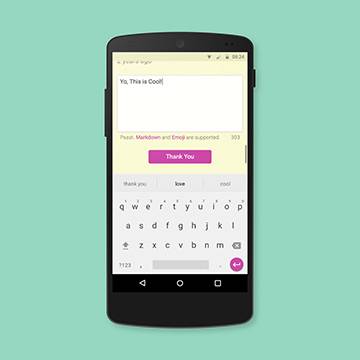 2 years ago
08:24
Yo, This is Cool!
Pssst, Markdown and Emoji are supported. 303
Thank You
thank you love cool
q w e r t y u i o p
a s d f g h j k l
z x c v b n m
?123 , .